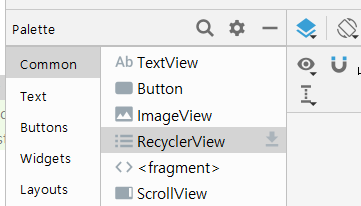 Palette
Common
Text
Buttons
Widgets
Layouts
Ab TextView
Button
ImageView
RecyclerView
<fragment>
ScrollView